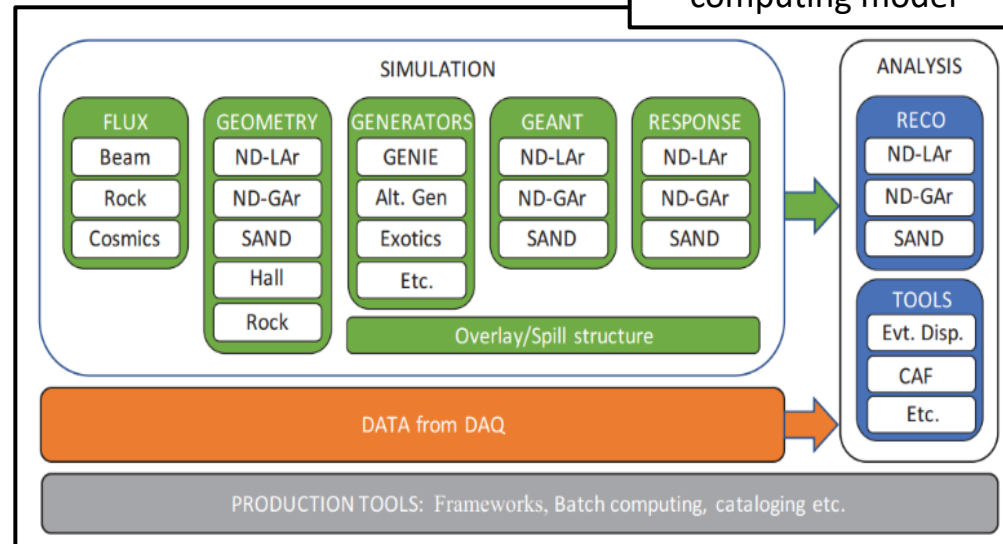 computing model
SIMULATION
FLUX
Beam
Rock
Cosmics
GEOMETRY
ND-LAr
ND-GAr
SAND
Hall
Rock
GENERATORS
GENIE
Alt. Gen
Exotics
Etc.
GEANT
ND-LAr
ND-GAr
SAND
RESPONSE
ND-LAr
ND-GAr
SAND
Overlay/Spill structure
DATA from DAQ
ANALYSIS
RECO
ND-LAr
ND-GAr
SAND
TOOLS
Evt. Disp.
CAF
Etc.
PRODUCTION TOOLS: Frameworks, Batch computing, cataloging etc.